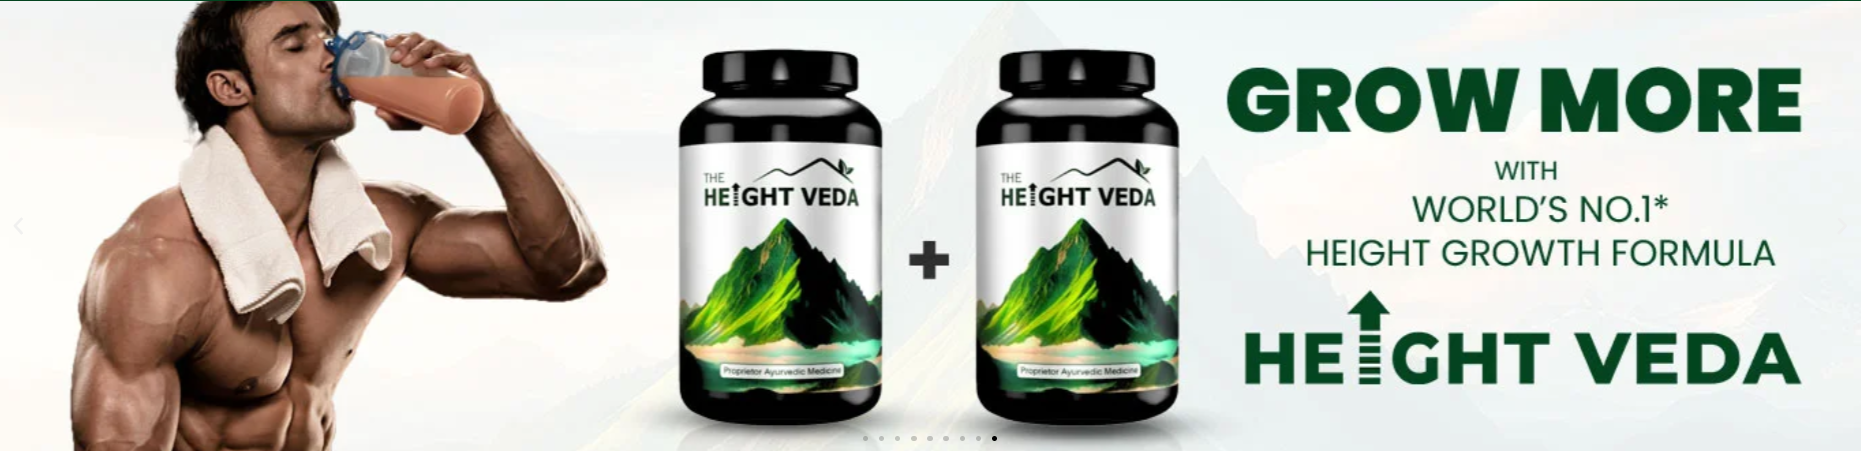 THE
HEIGHT VEDA
Proprietor Ayurvedic Medicine
+
THE
HEIGHT VEDA
Proprietor Ayurvedic Medicine
GROW MORE
WITH
WORLD'S NO.1*
HEIGHT GROWTH FORMULA
HEIGHT VEDA